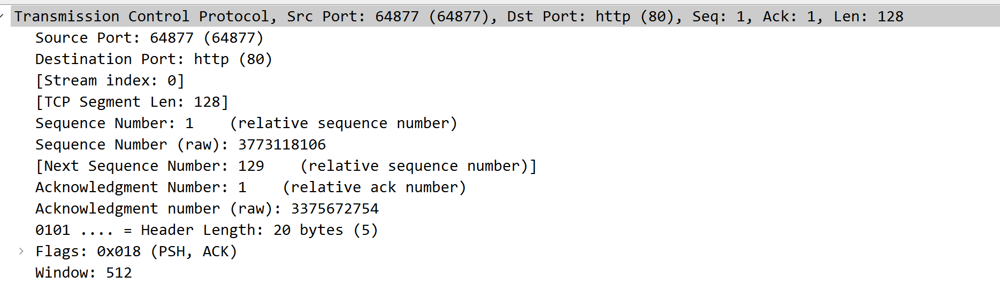 Transmission Control Protocol, Src Port: 64877 (64877), Dst Port: http (80), Seq: 1, Ack: 1, Len: 128
Source Port: 64877 (64877)
Destination Port: http (80)
[Stream index: 0]
[TCP Segment Len: 128]
Sequence Number: 1    (relative sequence number)
Sequence Number (raw): 3773118106
[Next Sequence Number: 129    (relative sequence number)]
Acknowledgment Number: 1    (relative ack number)
Acknowledgment number (raw): 3375672754
0101 .... = Header Length: 20 bytes (5)
Flags: 0x018 (PSH, ACK)
Window: 512